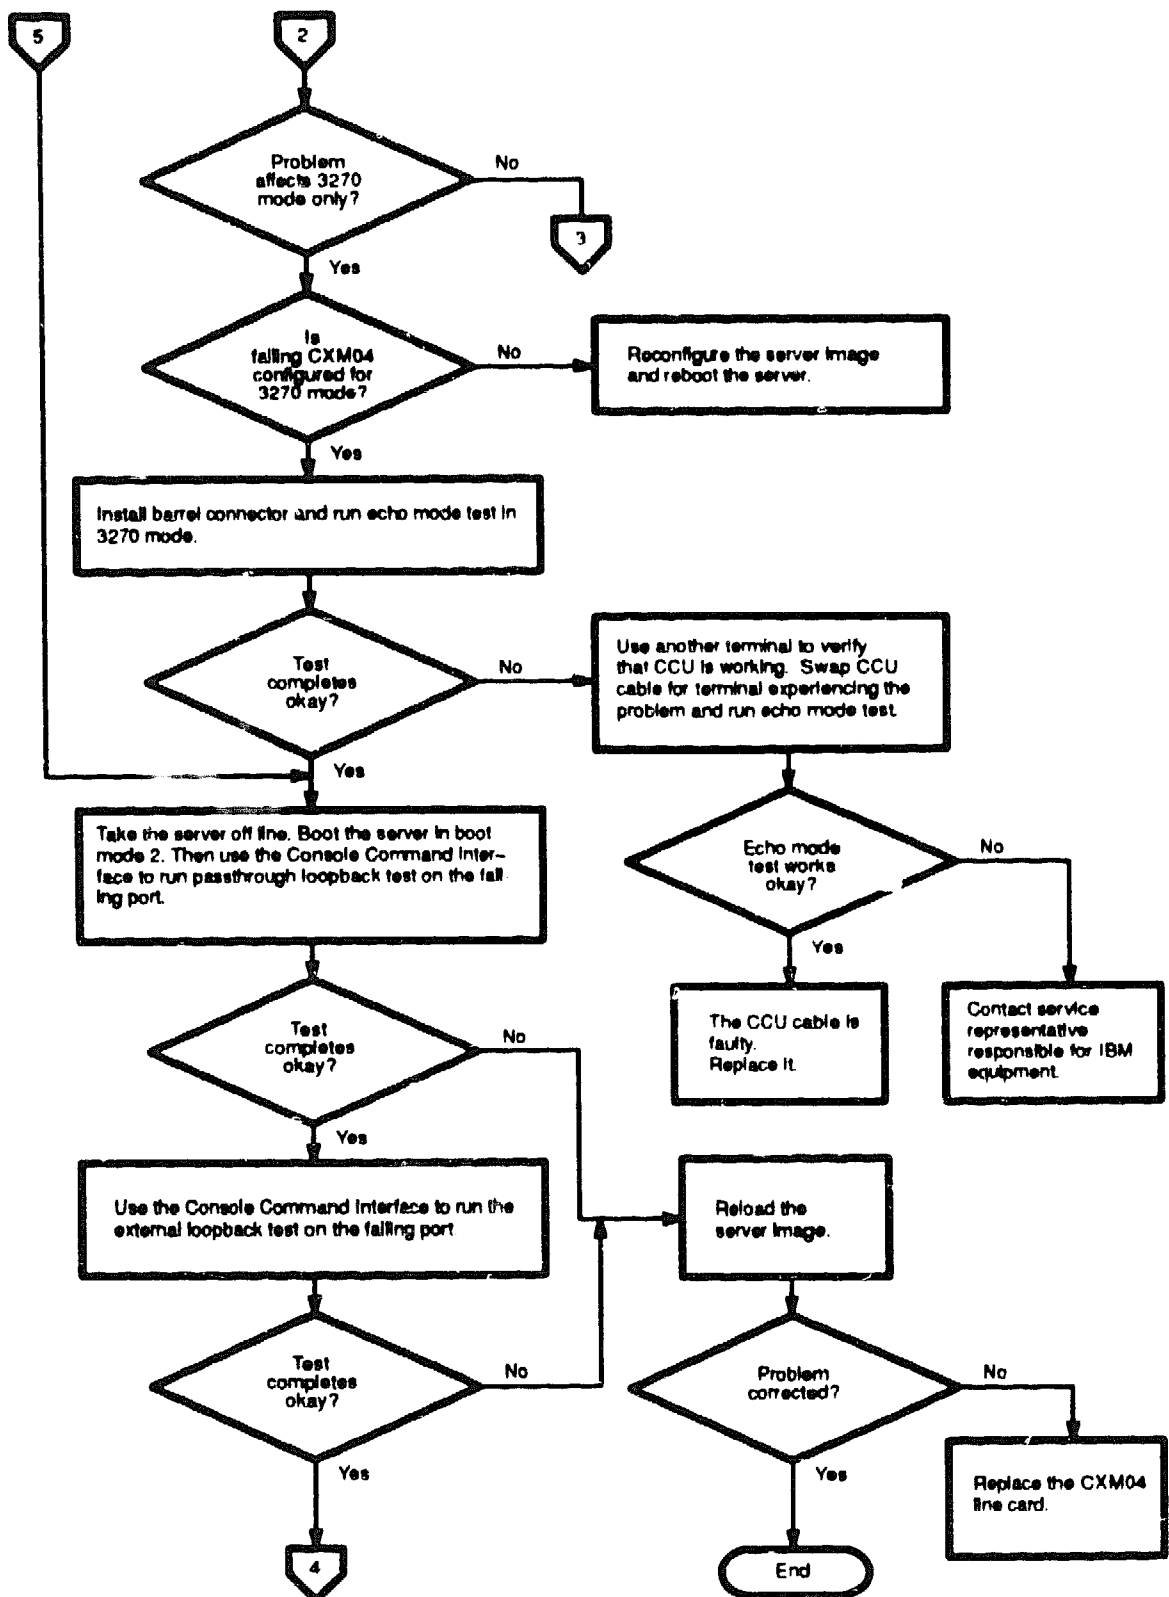 5
2
Problem
affects 3270
mode only?
No
3
Yes
Is
failing CXM04
configured for
3270 mode?
No
Reconfigure the server image
and reboot the server.
Yes
Install barrel connector and run echo mode test in
3270 mode.
Test
completes
okay?
No
Use another terminal to verify
that CCU is working. Swap CCU
cable for terminal experiencing the
problem and run echo mode test.
Yes
Take the server off line. Boot the server in boot
mode 2. Then use the Console Command Inter-
face to run passthrough loopback test on the fail
ing port.
Echo mode
test works
okay?
No
Yes
The CCU cable is
faulty.
Replace it.
Contact service
representative
responsible for IBM
equipment.
Test
completes
okay?
No
Yes
Use the Console Command Interface to run the
external loopback test on the failing port
Reload the
server image.
Test
completes
okay?
No
Problem
corrected?
No
Yes
Yes
Replace the CXM04
line card.
4
End